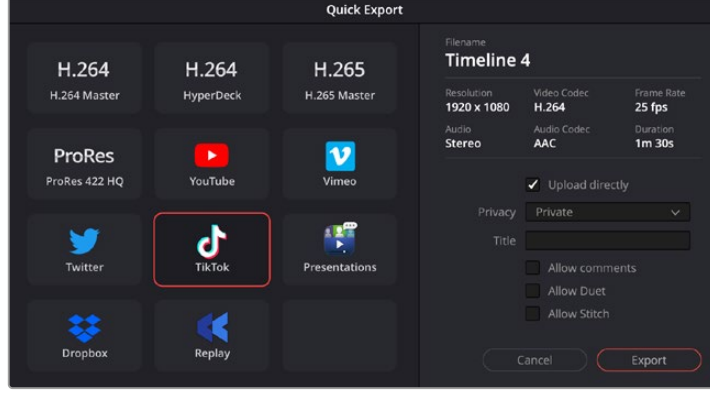 Quick Export
H.264
H.264 Master
H.264
HyperDeck
H.265
H.265 Master
ProRes
ProRes 422 HQ
YouTube
Vimeo
Twitter
TikTok
Presentations
Dropbox
Replay
Filename
Timeline 4
Resolution Video Codec Frame Rate
1920 x 1080 H.264 25 fps
Audio Audio Codec Duration
Stereo AAC 1m 30s
Upload directly
Privacy Private
Title
Allow comments
Allow Duet
Allow Stitch
Cancel Export